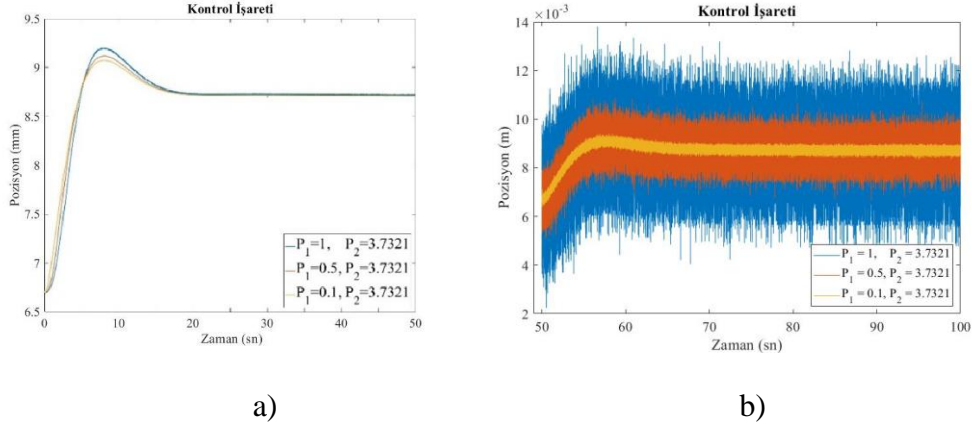 Kontrol İşareti
9.5
9
8.5
8
7.5
7
6.5
Pozisyon (mm)
0 10 20 30 40 50
Zaman (sn)
P1=1, P2=3.7321
P1=0.5, P2=3.7321
P1=0.1, P2=3.7321
a)
Kontrol İşareti
×10-3
14
12
10
8
6
4
2
Pozisyon (m)
50 60 70 80 90 100
Zaman (sn)
P1 = 1, P2 = 3.7321
P1 = 0.5, P2 = 3.7321
P1 = 0.1, P2 = 3.7321
b)